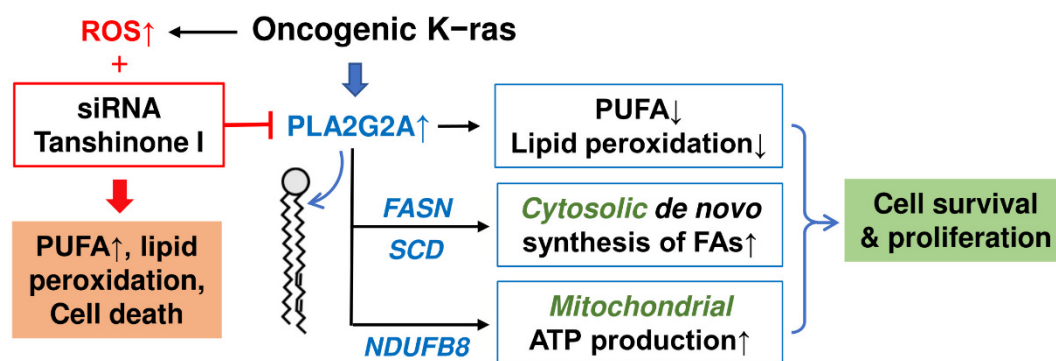 ROS↑
Oncogenic K−ras
+
siRNA
Tanshinone I
PLA2G2A↑
PUFA↓
Lipid peroxidation↓
FASN
SCD
Cytosolic de novo
synthesis of FAs↑
Cell survival
& proliferation
PUFA↑, lipid
peroxidation,
Cell death
NDUFB8
Mitochondrial
ATP production↑